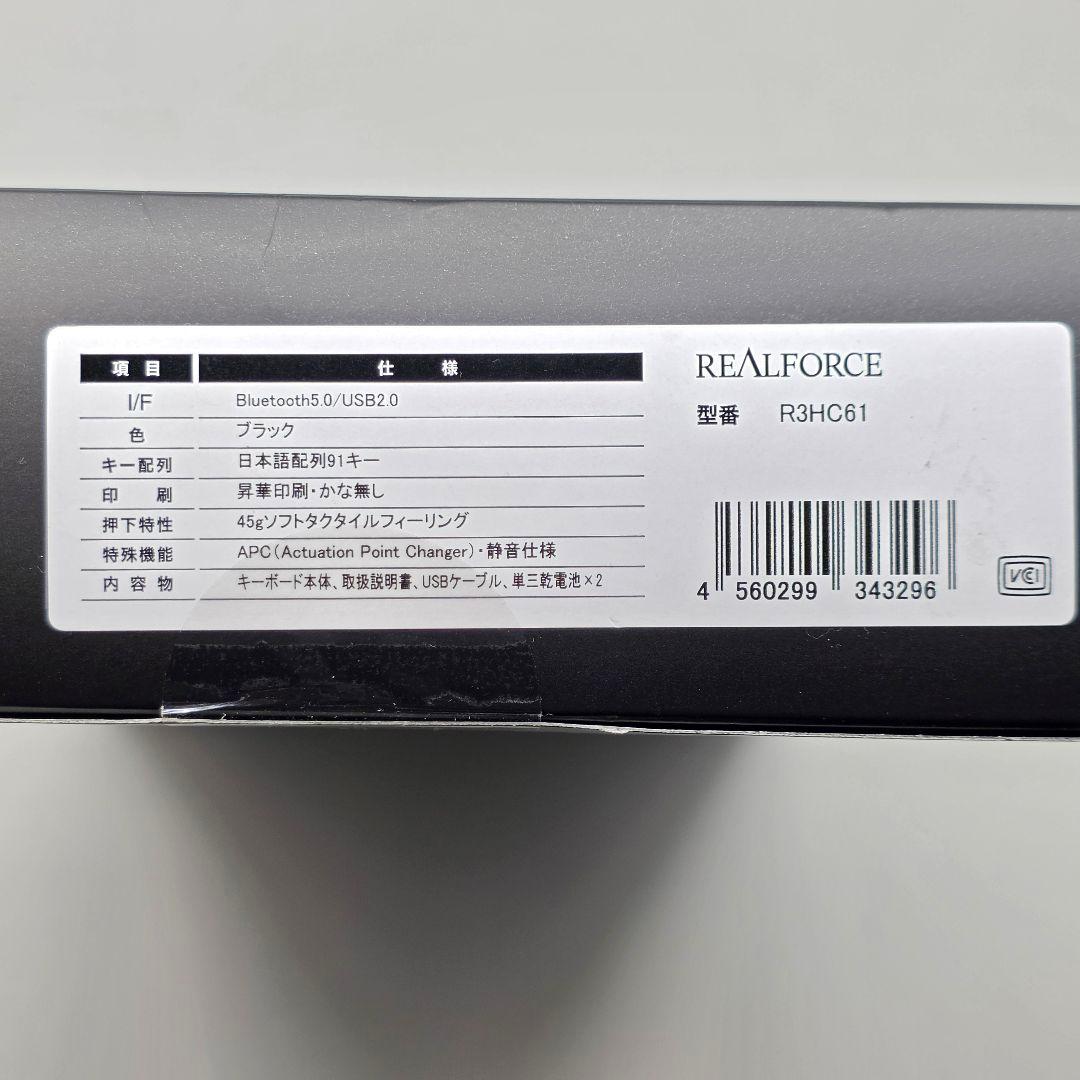 項目 仕様
I/F Bluetooth5.0/USB2.0
色 ブラック
キー配列 日本語配列91キー
印刷 昇華印刷・かな無し
押下特性 45gソフトタクタイルフィーリング
特殊機能 APC(Actuation Point Changer)・静音仕様
内容物 キーボード本体、取扱説明書、USBケーブル、単三乾電池×2
REALFORCE
型番 R3HC61
4 560299 343296
VCI